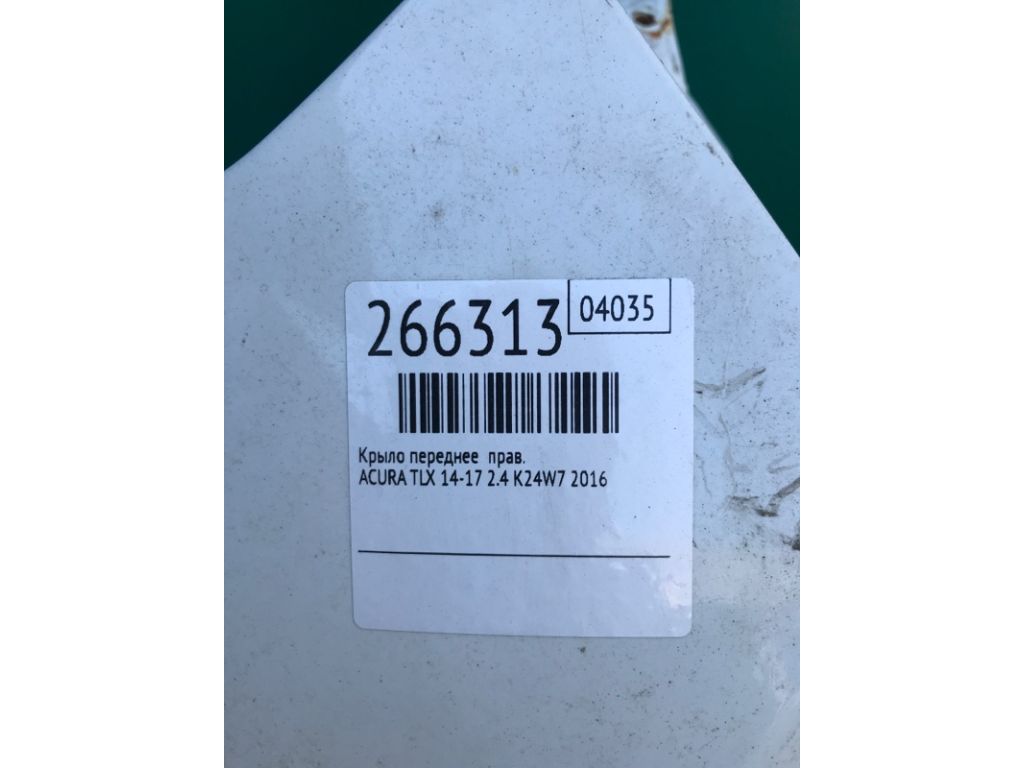 266313 04035
Крыло переднее прав.
ACURA TLX 14-17 2.4 K24W7 2016